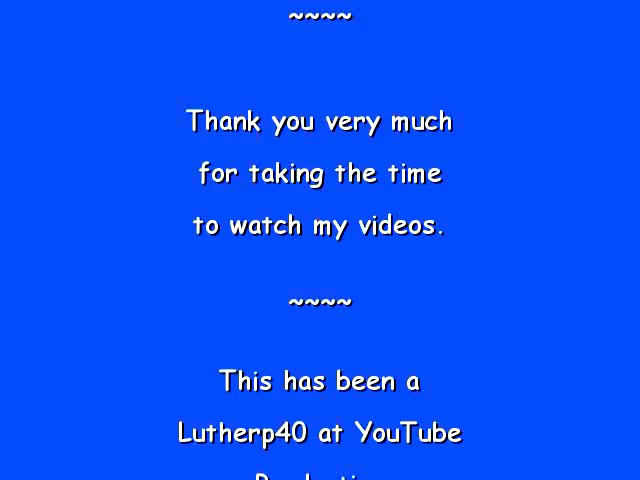 ~~~~
Thank you very much
for taking the time
to watch my videos.
~~~~
This has been a
Lutherp40 at YouTube